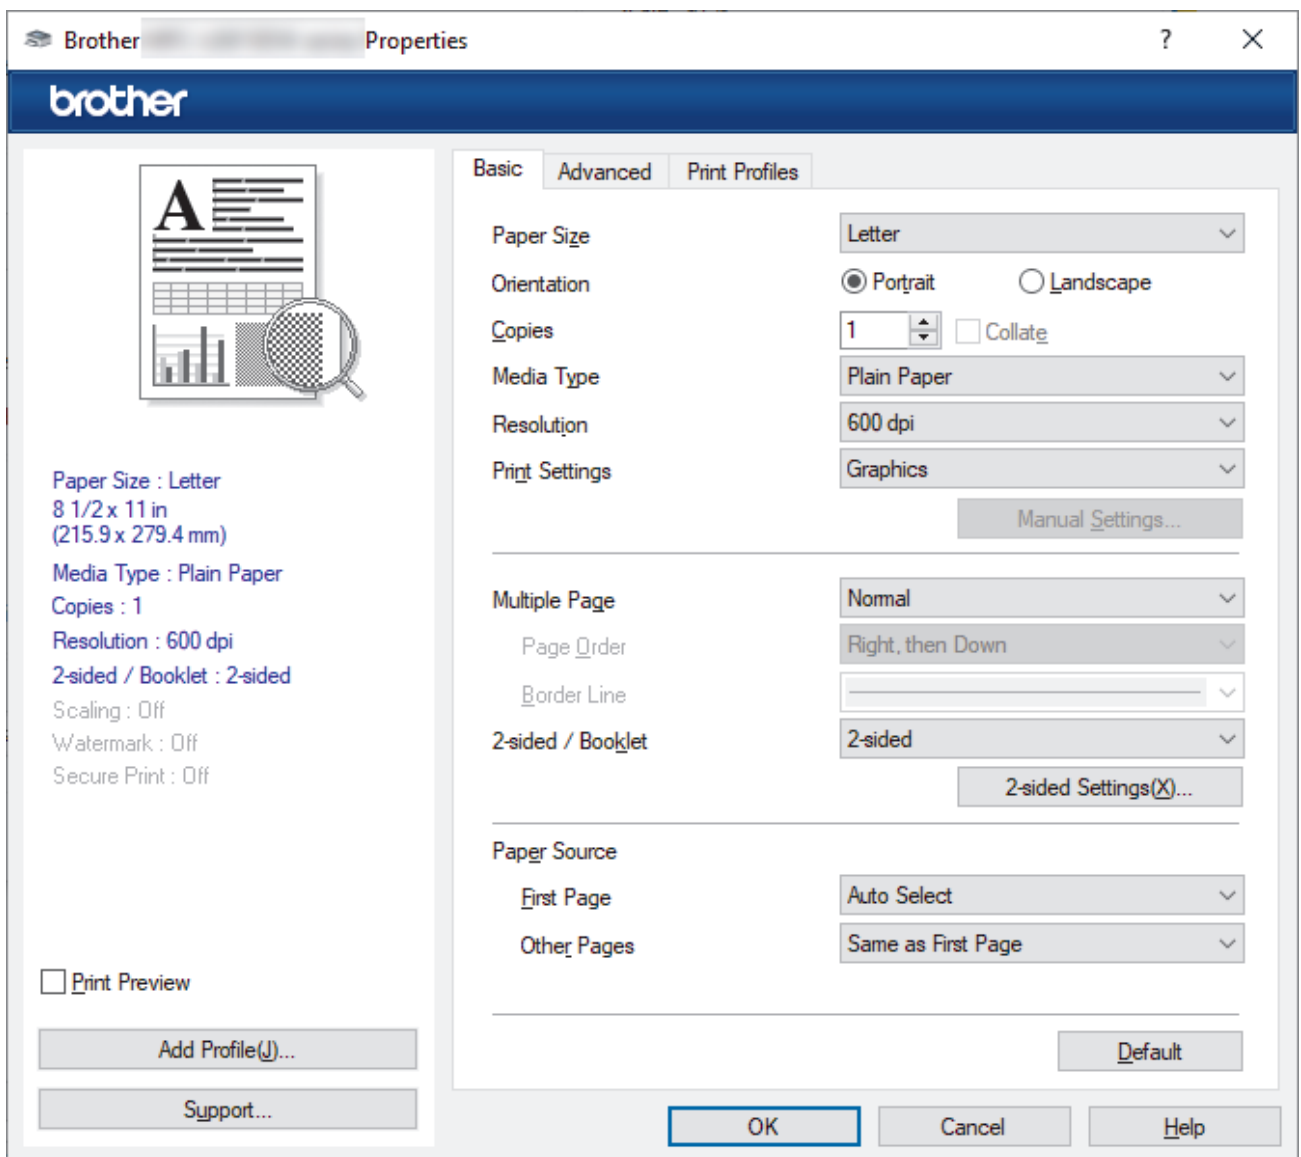 Brother Properties ?
brother
A
Paper Size : Letter
8 1/2 x 11 in
(215.9 x 279.4 mm)
Media Type : Plain Paper
Copies : 1
Resolution : 600 dpi
2-sided / Booklet : 2-sided
Scaling : Off
Watermark : Off
Secure Print : Off
Print Preview
Add Profile(J)...
Support...
Basic Advanced Print Profiles
Paper Size Letter
Orientation Portrait Landscape
Copies 1 Collate
Media Type Plain Paper
Resolution 600 dpi
Print Settings Graphics
Manual Settings...
Multiple Page Normal
Page Order Right, then Down
Border Line
2-sided / Booklet 2-sided
2-sided Settings(X)...
Paper Source
First Page Auto Select
Other Pages Same as First Page
Default
OK Cancel Help